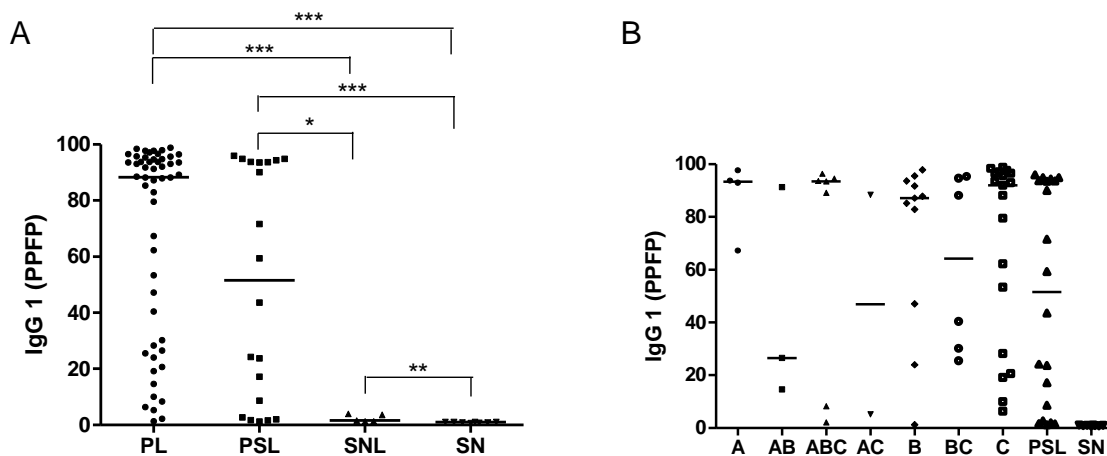 A
***
***
***
*
**
IgG 1 (PPFP)
100
80
60
40
20
0
PL PSL SNL SN
B
IgG 1 (PPFP)
100
80
60
40
20
0
A AB ABC AC B BC C PSL SN